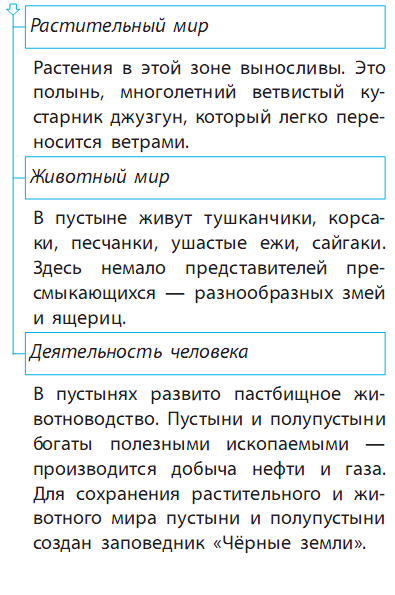 Растительный мир
Растения в этой зоне выносливы. Это
полынь, многолетний ветвистый ку-
старник джузгун, который легко пере-
носится ветрами.
Животный мир
В пустыне живут тушканчики, корса-
ки, песчанки, ушастые ежи, сайгаки.
Здесь немало представителей пре-
смыкающихся — разнообразных змей
и ящериц.
Деятельность человека
В пустынях развито пастбищное жи-
вотноводство. Пустыни и полупустыни
богаты полезными ископаемыми —
производится добыча нефти и газа.
Для сохранения растительного и жи-
вотного мира пустыни и полупустыни
создан заповедник «Чёрные земли».